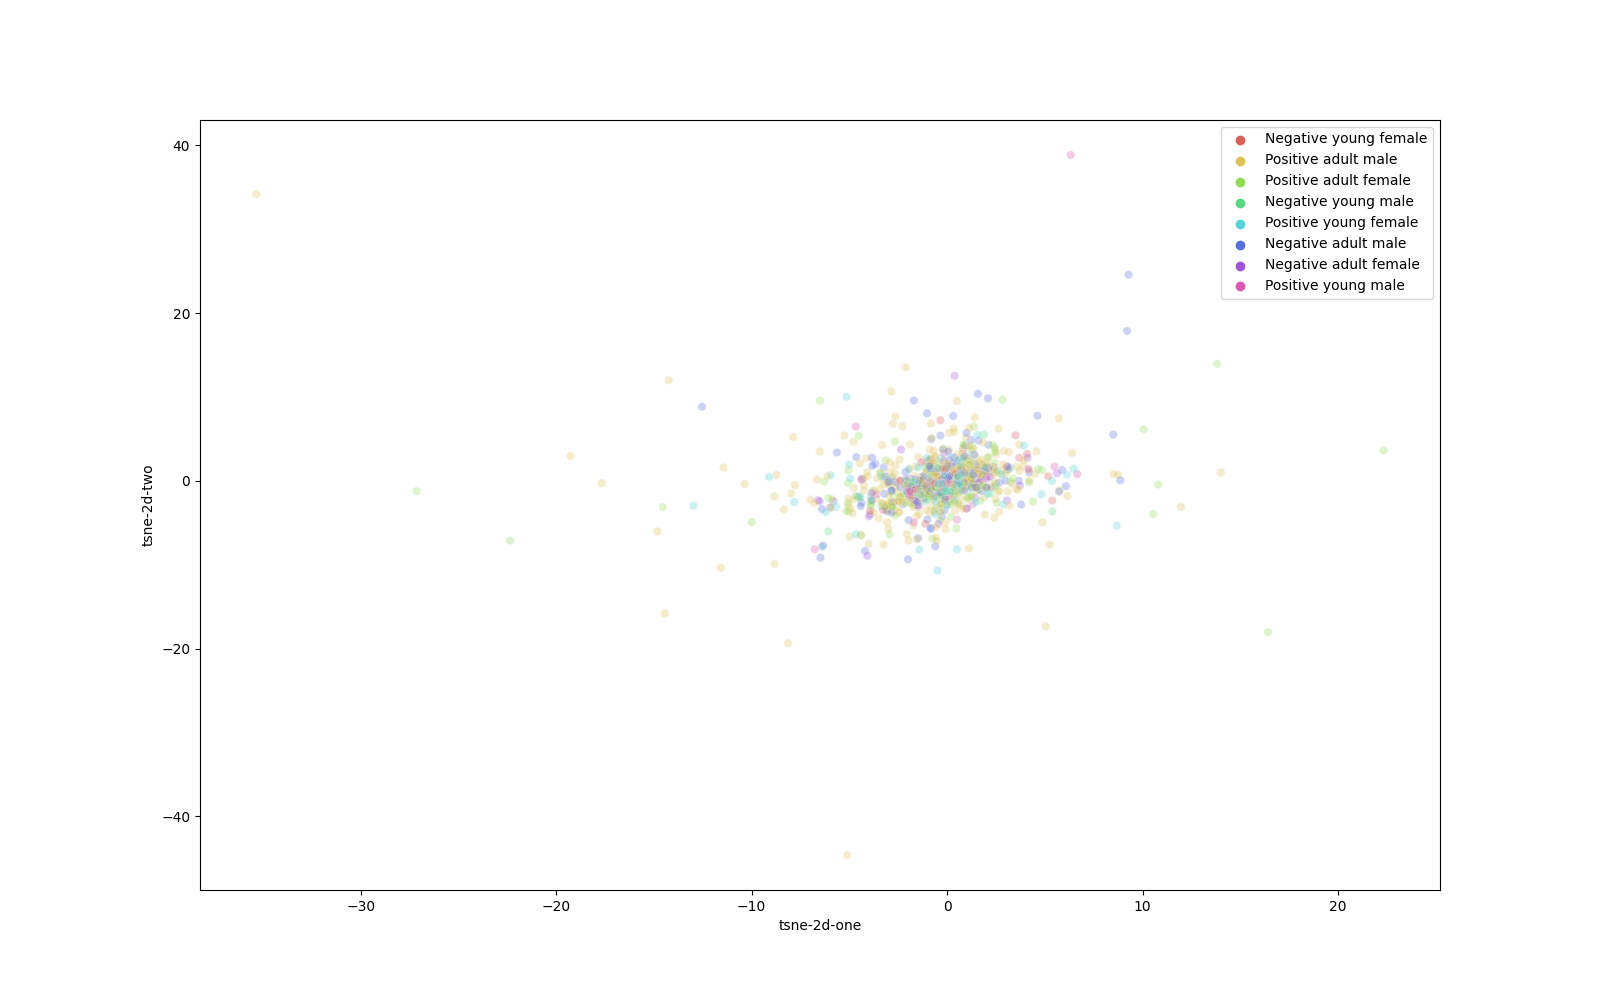 40
20
0
−20
−40
tsne-2d-two
Negative young female
Positive adult male
Positive adult female
Negative young male
Positive young female
Negative adult male
Negative adult female
Positive young male
−30
−20
−10
0
10
20
tsne-2d-one